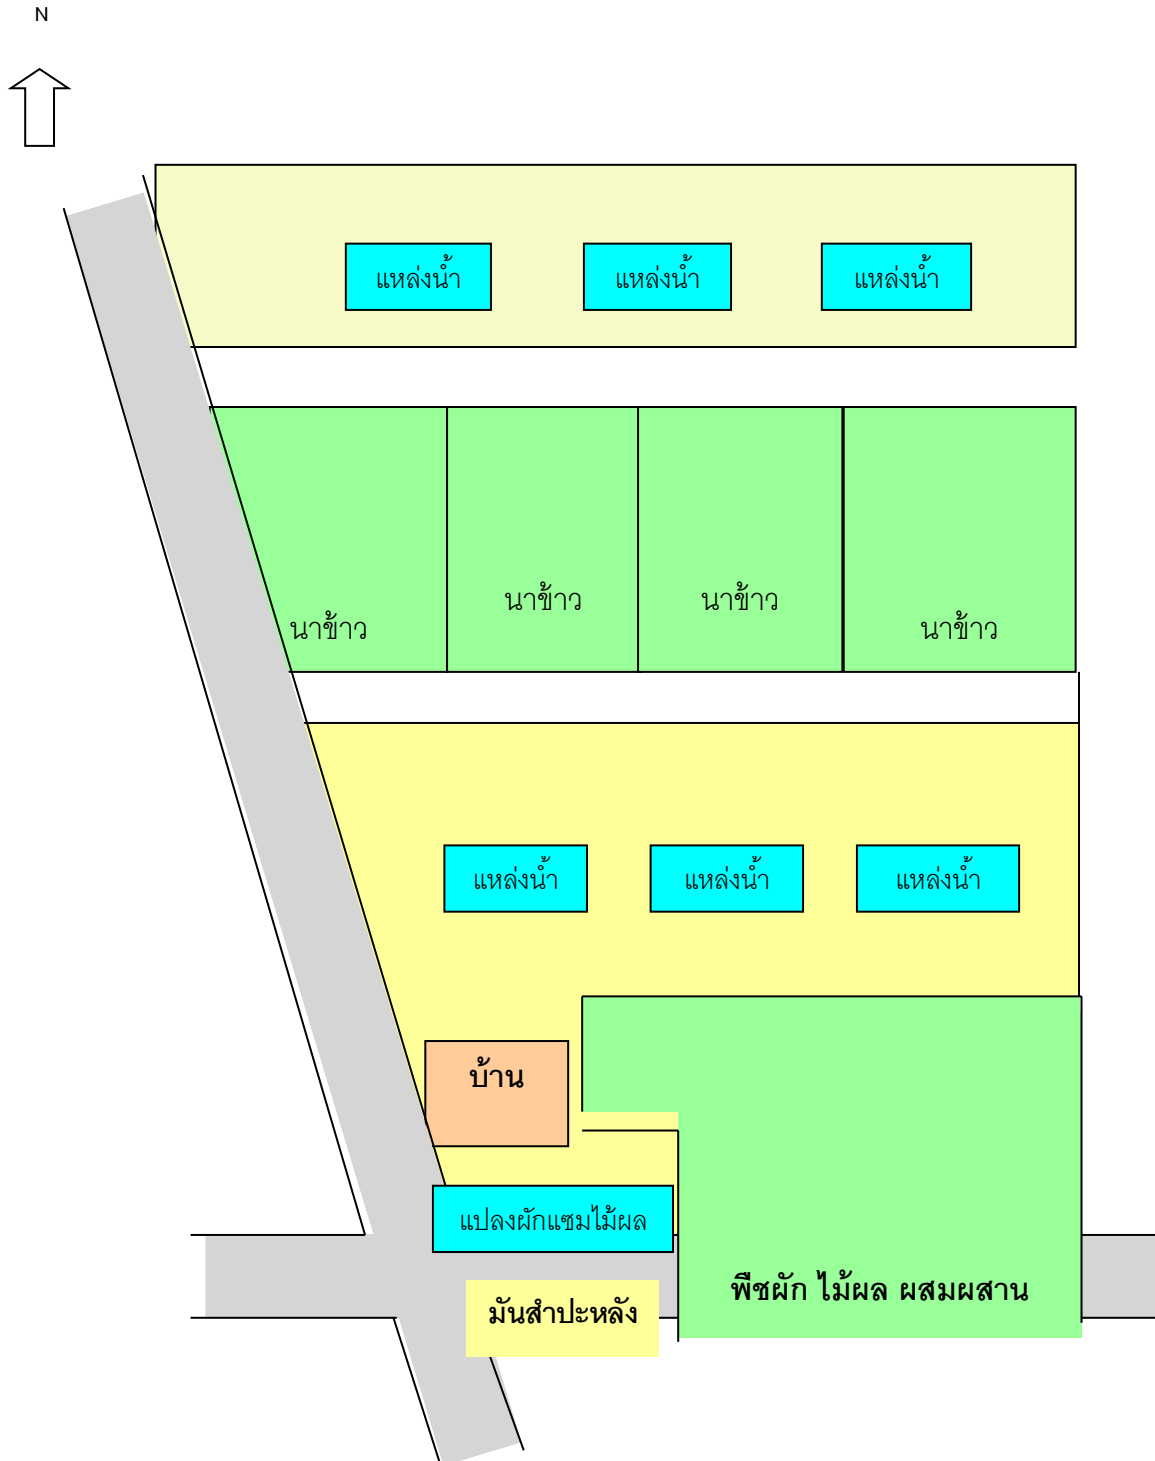 N
แหล่งน้ำ
แหล่งน้ำ
แหล่งน้ำ
นาข้าว
นาข้าว
นาข้าว
นาข้าว
แหล่งน้ำ
แหล่งน้ำ
แหล่งน้ำ
บ้าน
แปลงผักแซมไม้ผล
พืชผัก ไม้ผล ผสมผสาน
มันสำปะหลัง